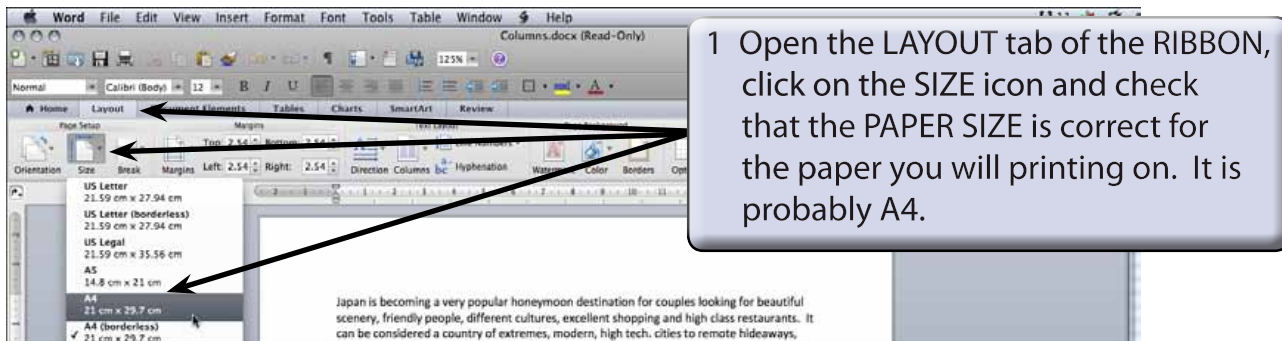 Word File Edit View Insert Format Font Tools Table Window Help
Columns.docx (Read-Only)
125%
Normal Calibri (Body) 12 B I U A
Home Layout Document Elements Tables Charts SmartArt Review
Page Setup Margins Text Layout
Top: 2.54 Bottom: 2.54 Line Numbers
Orientation Size Break Margins Left: 2.54 Right: 2.54 Direction Columns bc Hyphenation Watermark Color Borders
US Letter
21.59 cm x 27.94 cm
US Letter (borderless)
21.59 cm x 27.94 cm
US Legal
21.59 cm x 35.56 cm
A5
14.8 cm x 21 cm
A4
21 cm x 29.7 cm
A4 (borderless)
21 cm x 29.7 cm
1 Open the LAYOUT tab of the RIBBON,
click on the SIZE icon and check
that the PAPER SIZE is correct for
the paper you will printing on. It is
probably A4.
Japan is becoming a very popular honeymoon destination for couples looking for beautiful
scenery, friendly people, different cultures, excellent shopping and high class restaurants. It
can be considered a country of extremes, modern, high tech. cities to remote hideaways,